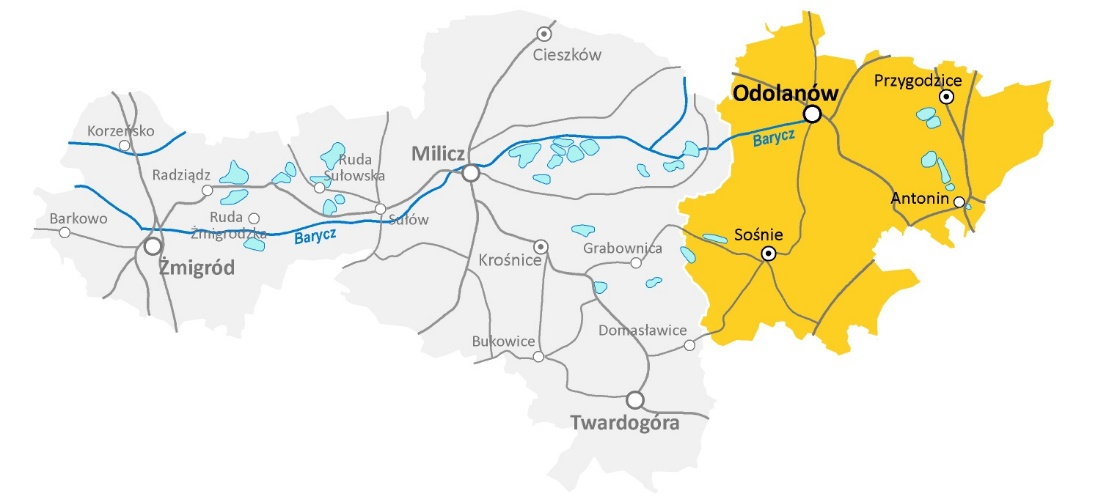 Cieszków
Przygodzice
Odolanów
Korzeńsko
Barycz
Milicz
Ruda
Sułowska
Radziądz
Antonin
Barkowo
Ruda
Żmigrodzka
Sułów
Barycz
Sośnie
Grabownica
Krośnice
Żmigród
Domasławice
Bukowice
Twardogóra